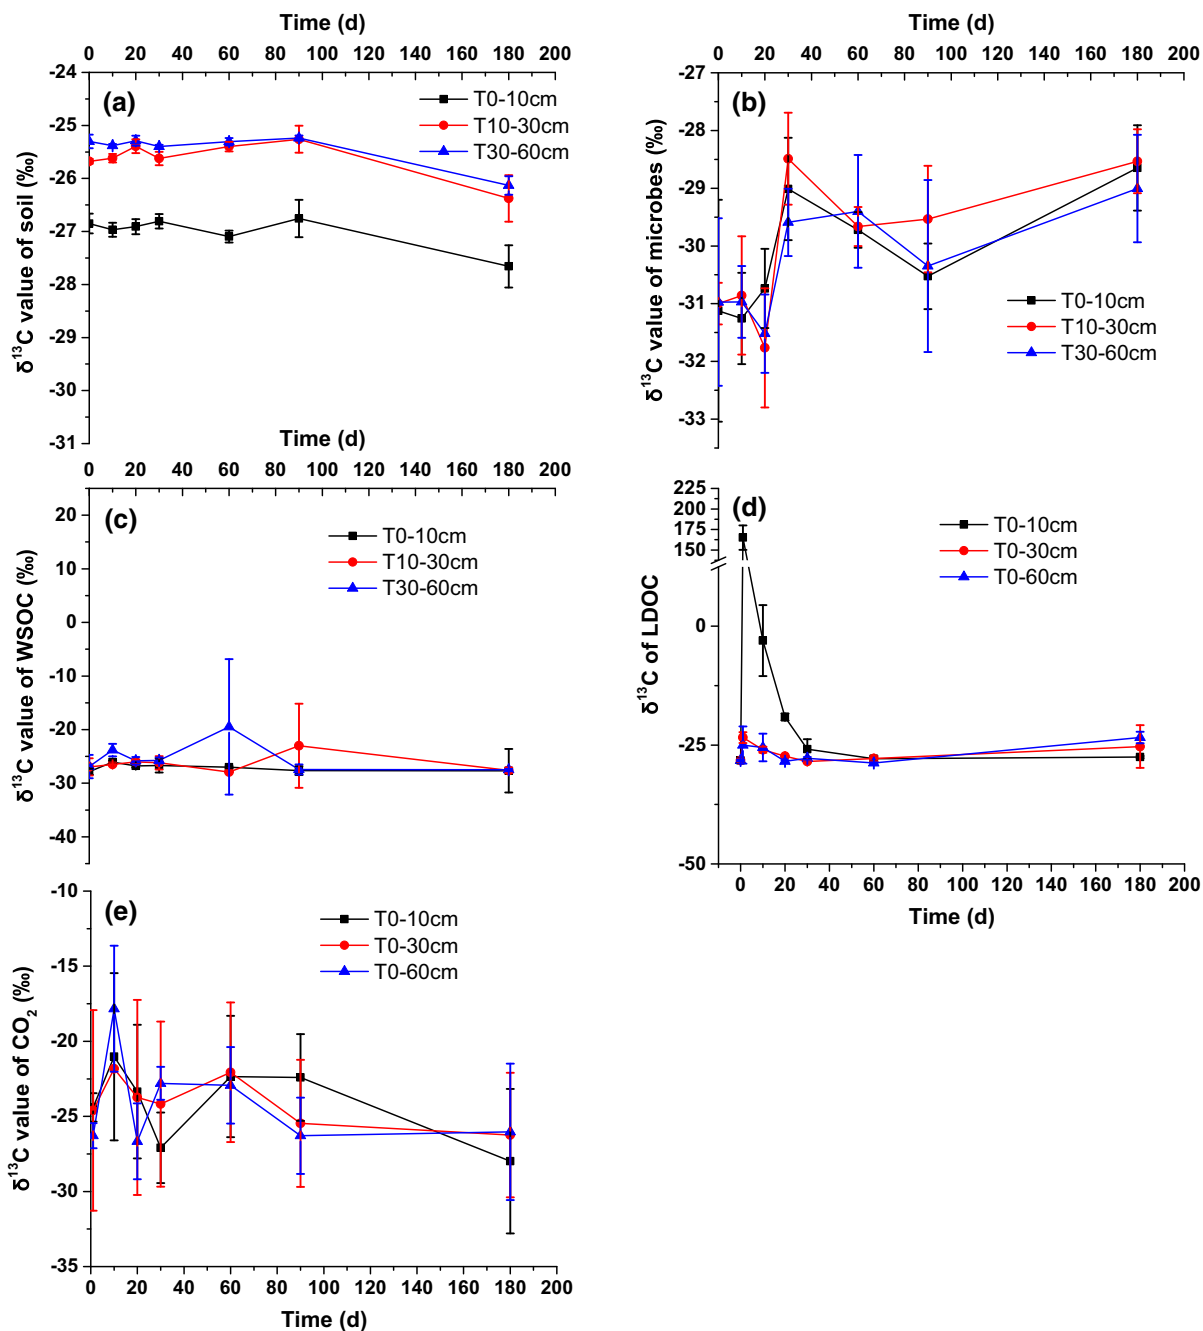 Time (d)
0 20 40 60 80 100 120 140 160 180 200
-24
-25
-26
-27
-28
-29
-30
-31
δ¹³C value of soil (‰)
(a)
T0-10cm
T10-30cm
T30-60cm
Time (d)
0 20 40 60 80 100 120 140 160 180 200
-27
-28
-29
-30
-31
-32
-33
δ¹³C value of microbes (‰)
(b)
T0-10cm
T10-30cm
T30-60cm
Time (d)
0 20 40 60 80 100 120 140 160 180 200
20
10
0
-10
-20
-30
-40
δ¹³C value of WSOC (‰)
(c)
T0-10cm
T10-30cm
T30-60cm
225
200
175
150
0
-25
-50
δ¹³C of LDOC
(d)
T0-10cm
T0-30cm
T0-60cm
0 20 40 60 80 100 120 140 160 180 200
Time (d)
-10
-15
-20
-25
-30
-35
δ¹³C value of CO₂ (‰)
(e)
T0-10cm
T0-30cm
T0-60cm
0 20 40 60 80 100 120 140 160 180 200
Time (d)